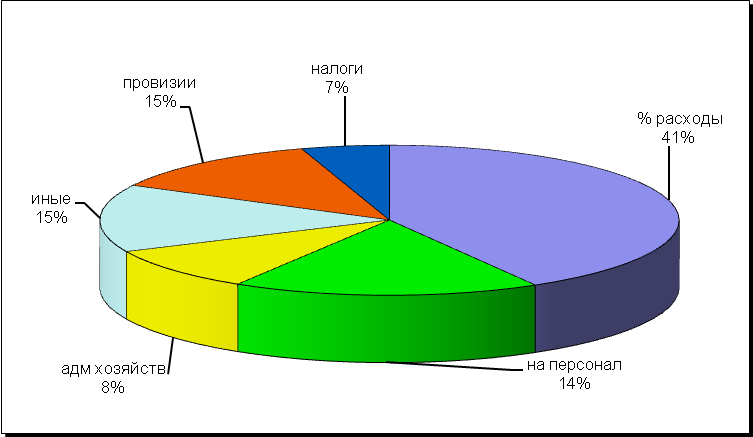 налоги
7%
провизии
15%
% расходы
41%
иные
15%
адм хозяйств
8%
на персонал
14%